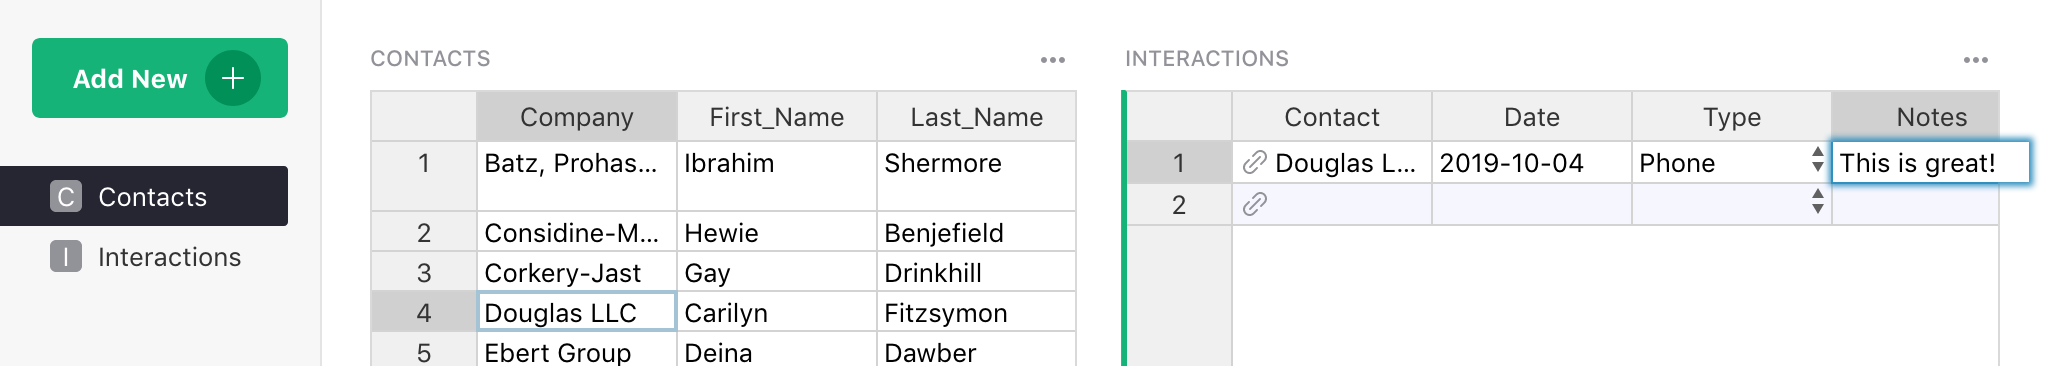 Add New +
C Contacts
I Interactions
CONTACTS
Company First_Name Last_Name
1 Batz, Prohas... Ibrahim Shermore
2 Considine-M... Hewie Benjefield
3 Corkery-Jast Gay Drinkhill
4 Douglas LLC Carilyn Fitzsymon
5 Ebert Group Deina Dawber
INTERACTIONS
Contact Date Type Notes
1 Douglas L... 2019-10-04 Phone This is great!
2